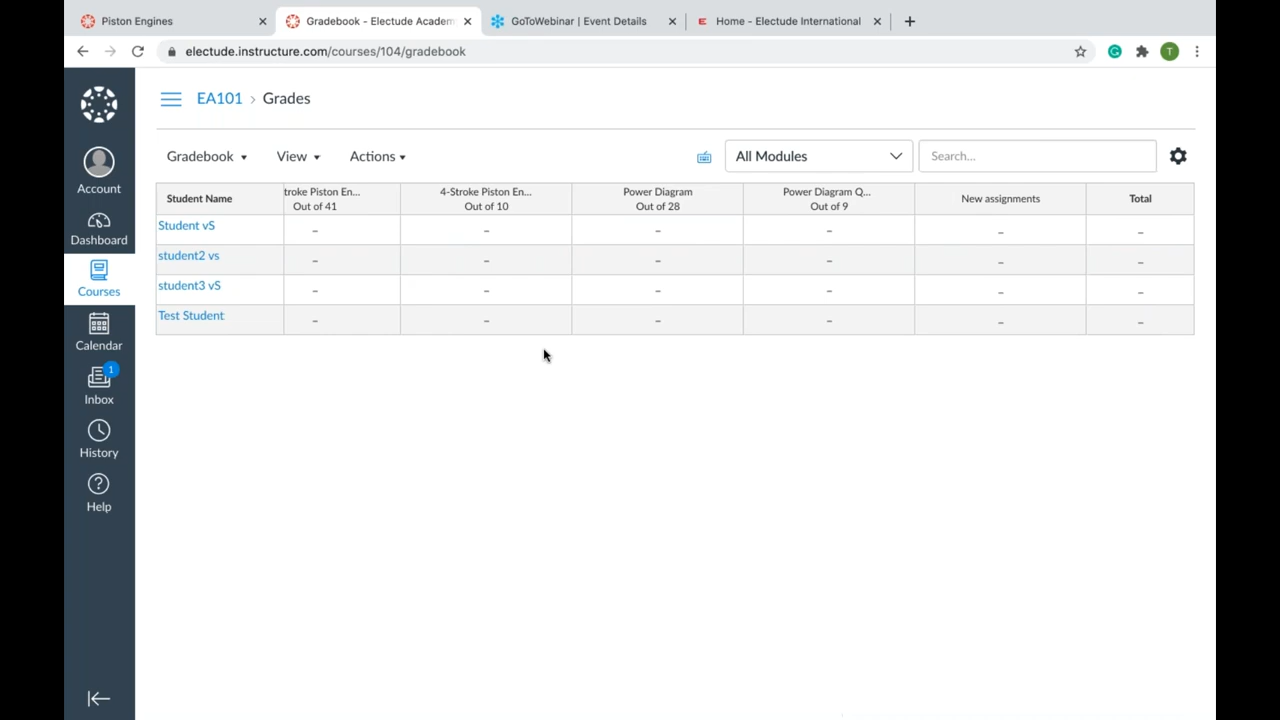 Piston Engines
Gradebook - Electude Academ
GoToWebinar | Event Details
E Home - Electude International
electude.instructure.com/courses/104/gradebook
T
EA101 › Grades
Gradebook View Actions
All Modules
Search...
Student Name
troke Piston En...
Out of 41
4-Stroke Piston En...
Out of 10
Power Diagram
Out of 28
Power Diagram Q...
Out of 9
New assignments
Total
Student vS – – – – – –
student2 vs – – – – – –
student3 vS – – – – – –
Test Student – – – – – –
Account
Dashboard
Courses
Calendar
1
Inbox
History
Help